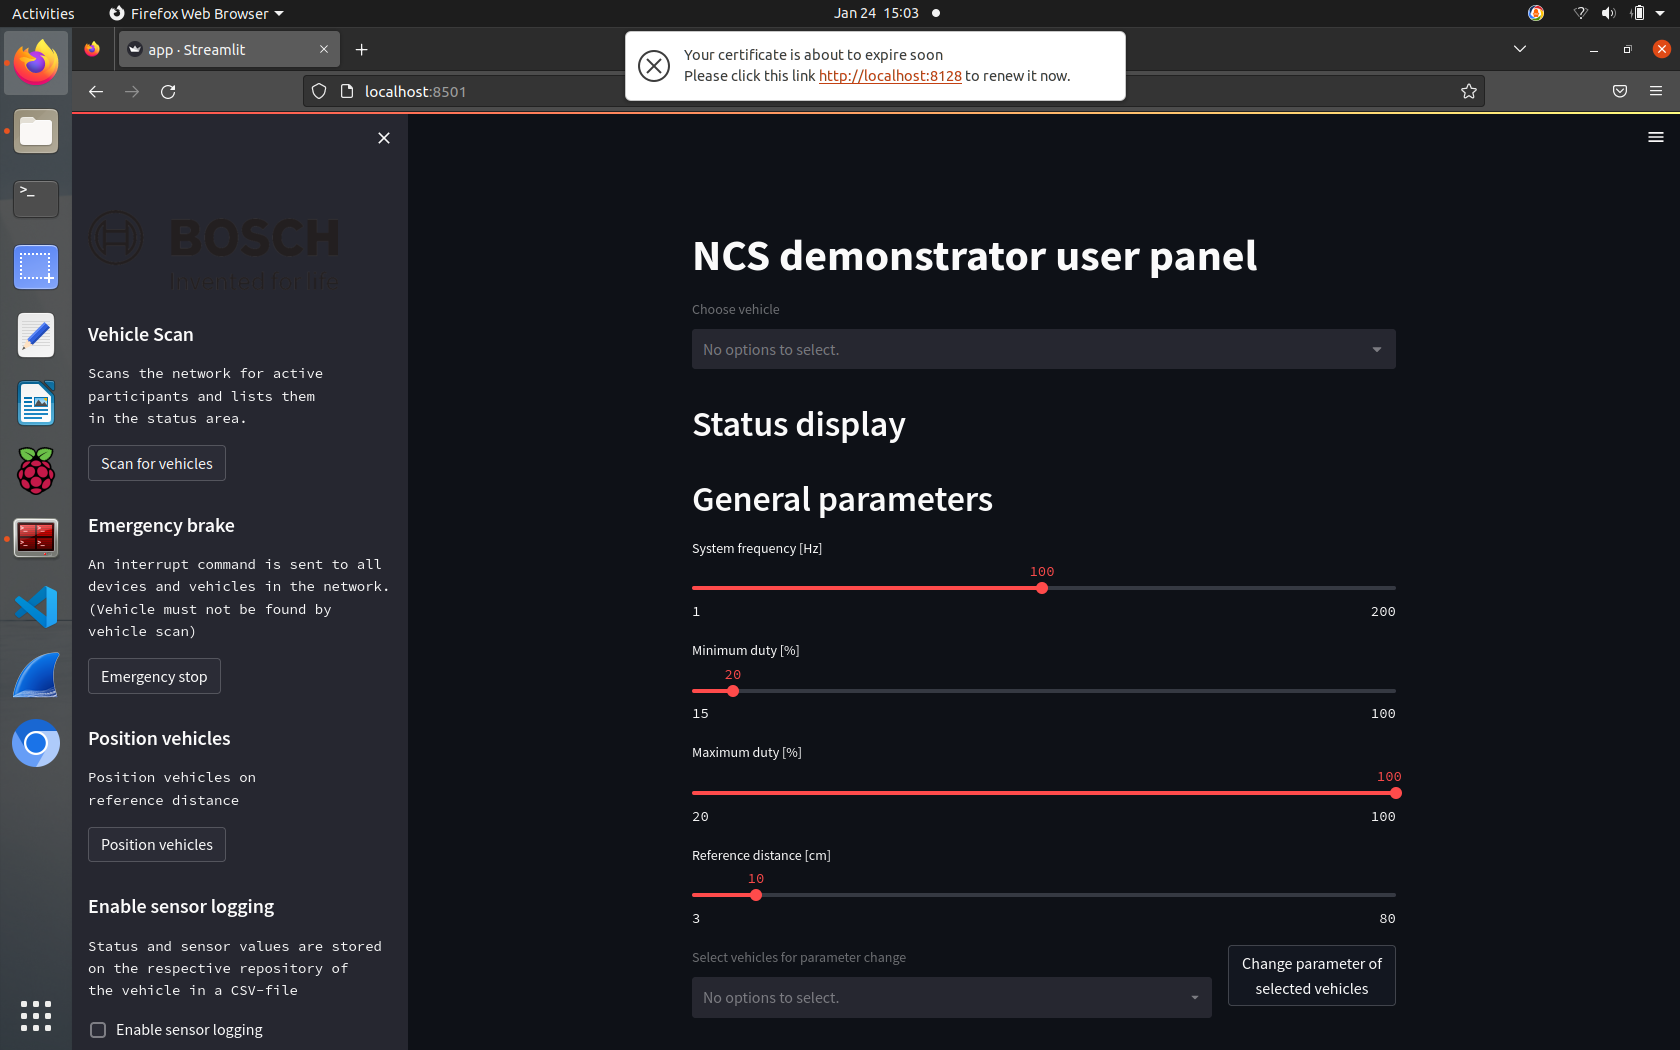 Activities
Firefox Web Browser
Jan 24 15:03
app · Streamlit
Your certificate is about to expire soon
Please click this link http://localhost:8128 to renew it now.
localhost:8501
BOSCH
Invented for life
Vehicle Scan
Scans the network for active
participants and lists them
in the status area.
Scan for vehicles
Emergency brake
An interrupt command is sent to all
devices and vehicles in the network.
(Vehicle must not be found by
vehicle scan)
Emergency stop
Position vehicles
Position vehicles on
reference distance
Position vehicles
Enable sensor logging
Status and sensor values are stored
on the respective repository of
the vehicle in a CSV-file
Enable sensor logging
NCS demonstrator user panel
Choose vehicle
No options to select.
Status display
General parameters
System frequency [Hz]
100
1 200
Minimum duty [%]
20
15 100
Maximum duty [%]
100
20 100
Reference distance [cm]
10
3 80
Select vehicles for parameter change
No options to select.
Change parameter of
selected vehicles